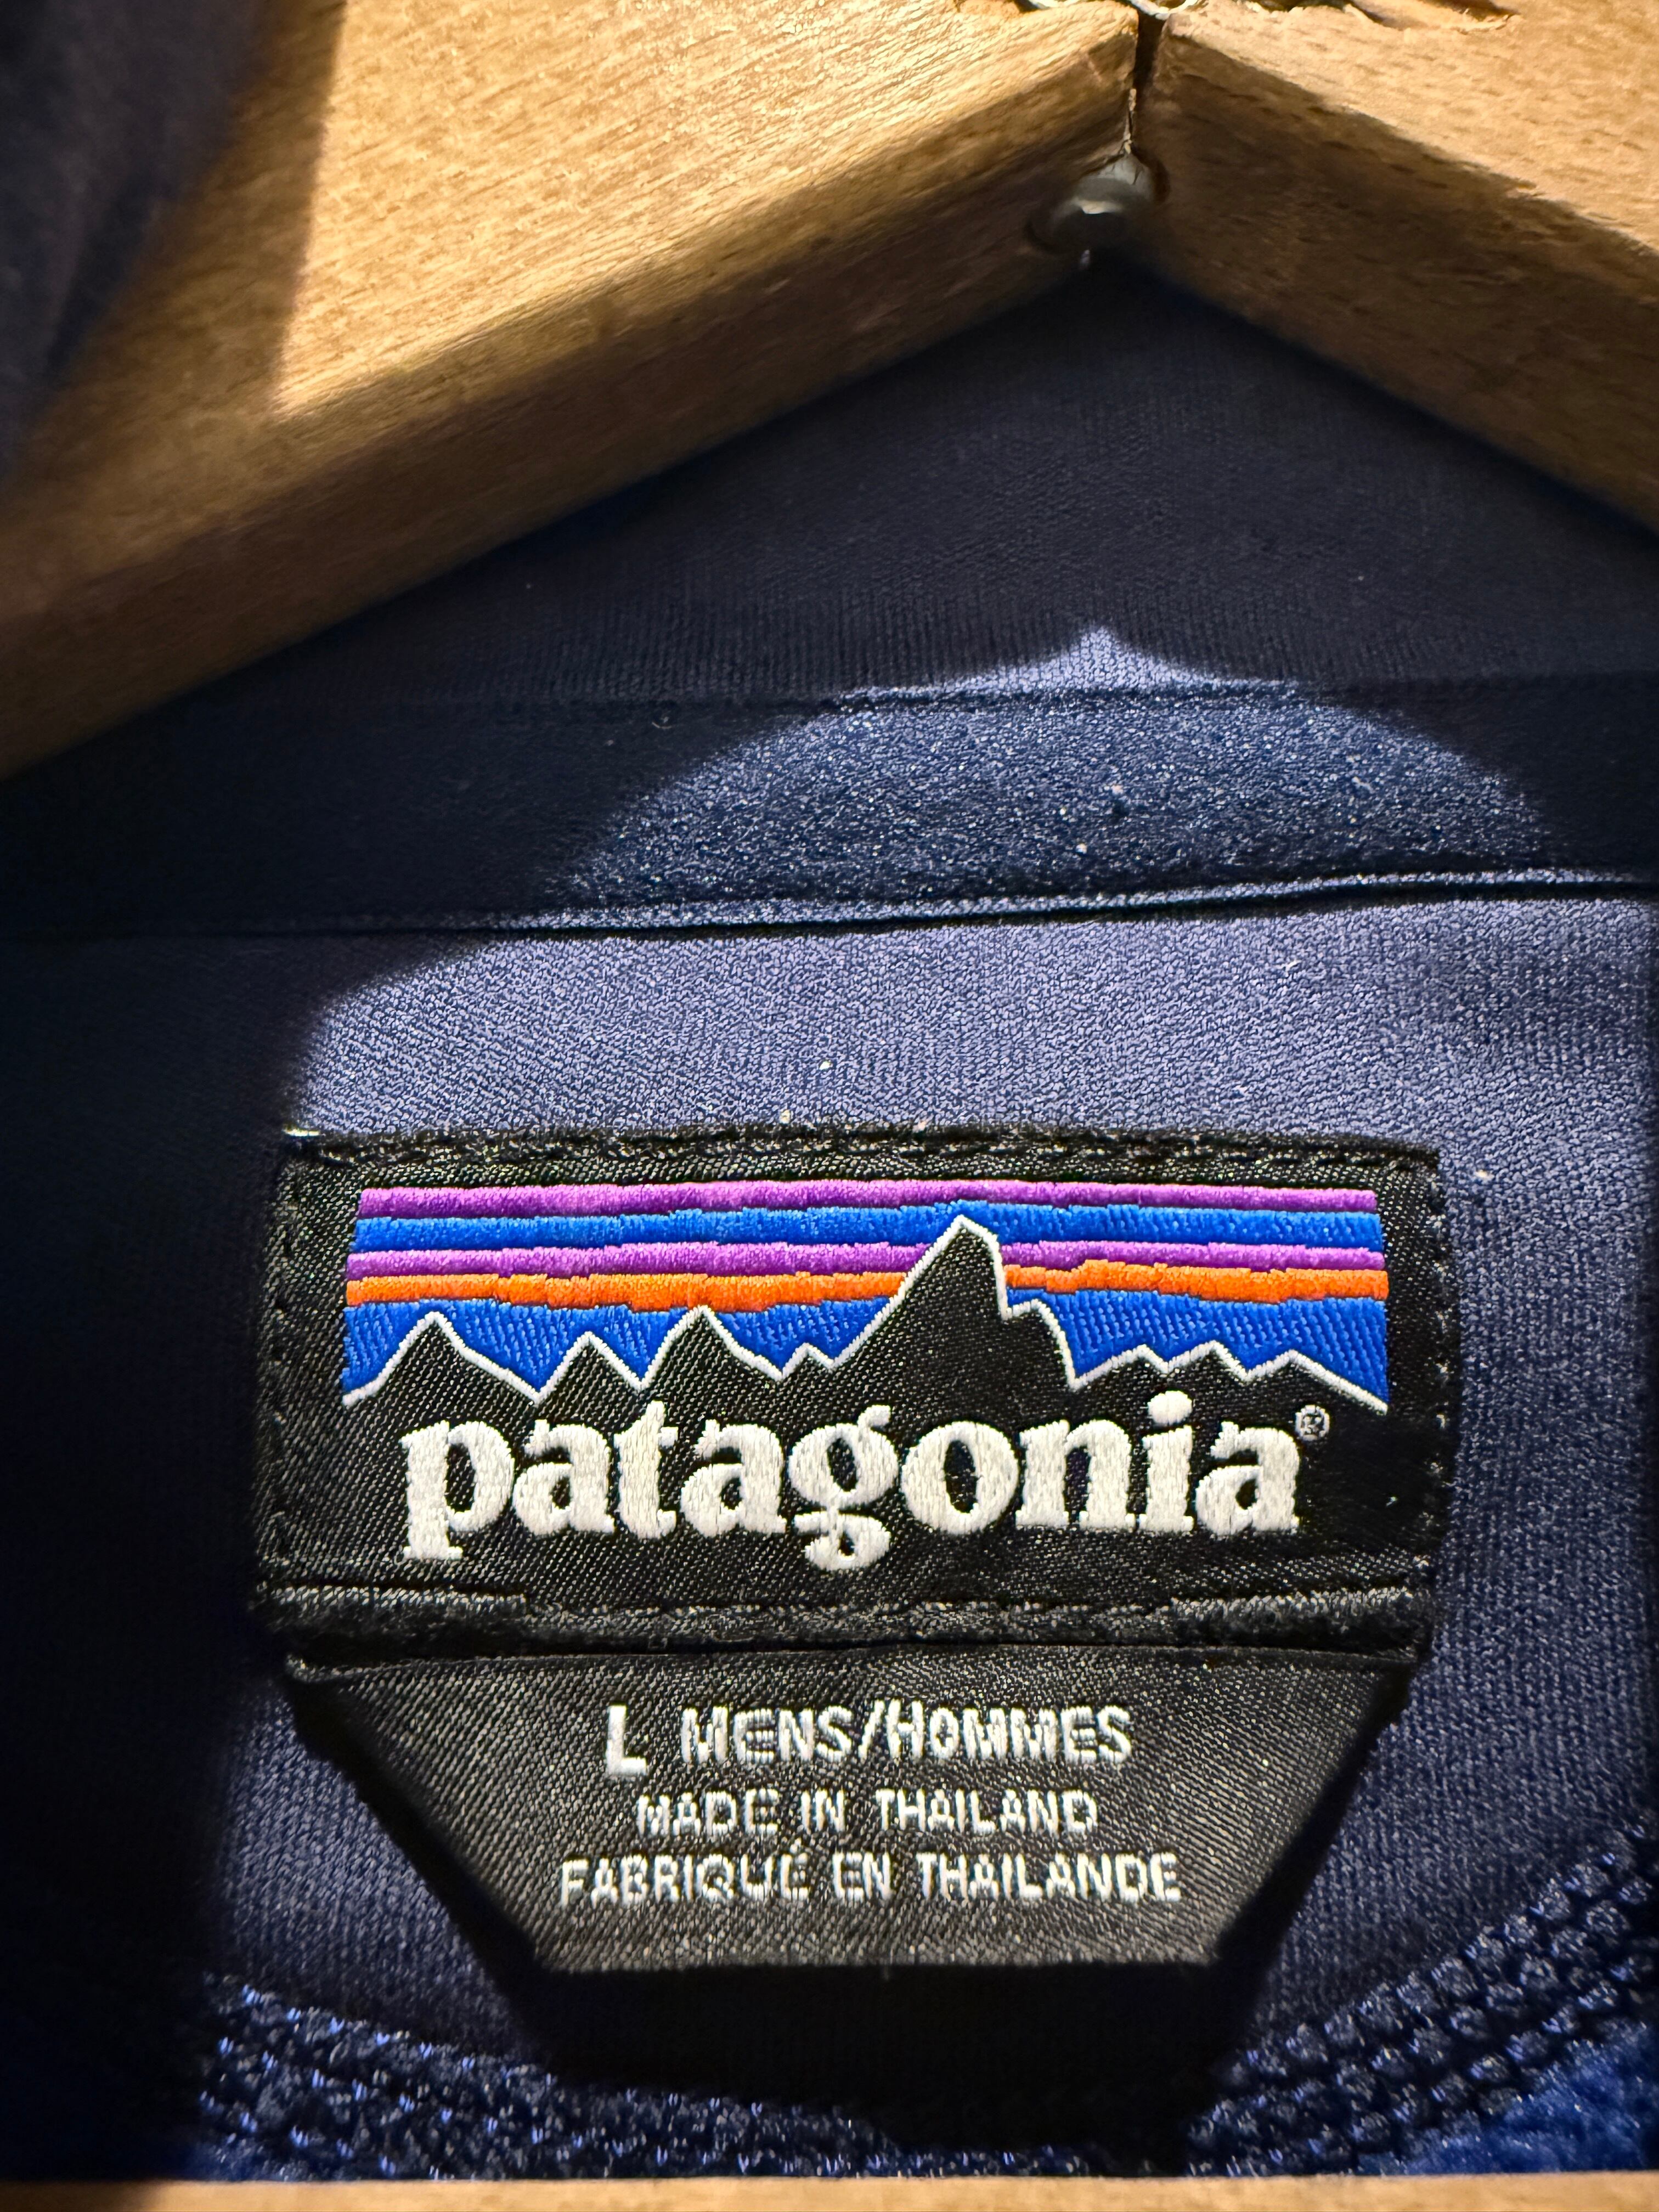 patagonia®
L MENS/HOMMES
MADE IN THAILAND
FABRIQUÉ EN THAILANDE